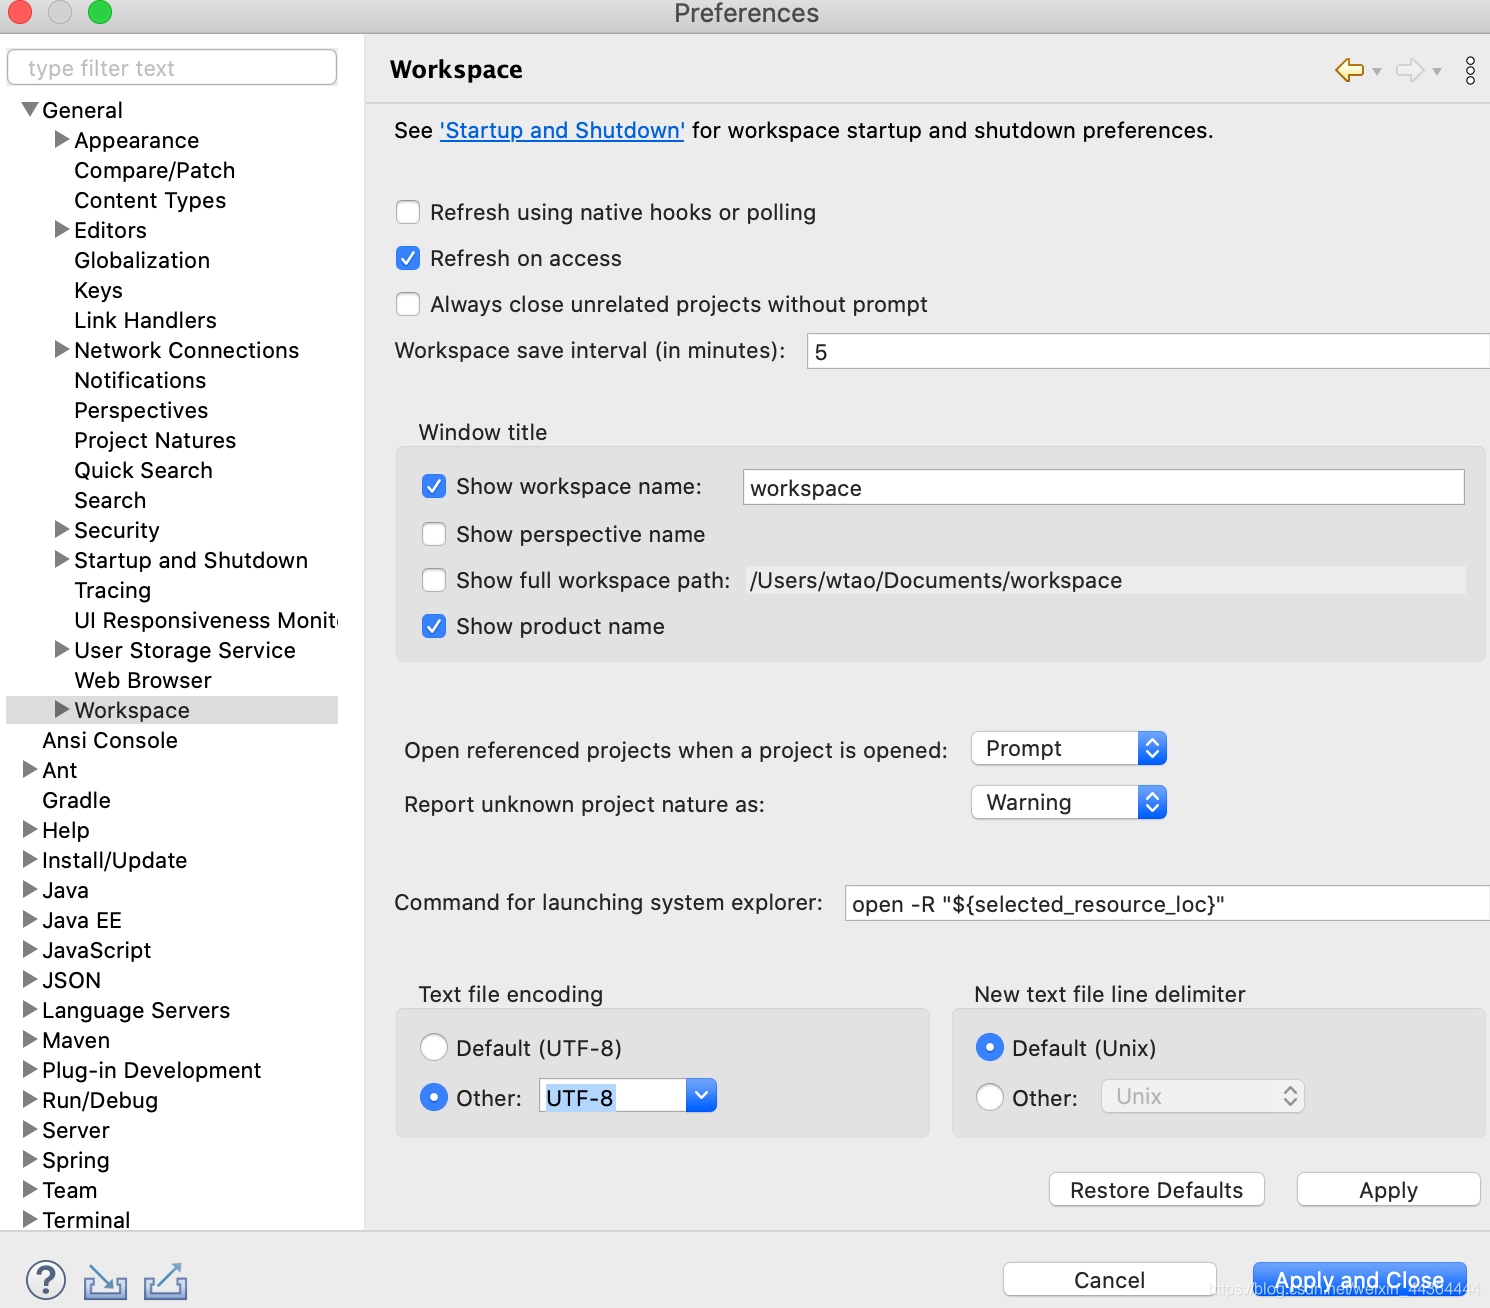 Preferences
type filter text
General
Appearance
Compare/Patch
Content Types
Editors
Globalization
Keys
Link Handlers
Network Connections
Notifications
Perspectives
Project Natures
Quick Search
Search
Security
Startup and Shutdown
Tracing
UI Responsiveness Monit
User Storage Service
Web Browser
Workspace
Ansi Console
Ant
Gradle
Help
Install/Update
Java
Java EE
JavaScript
JSON
Language Servers
Maven
Plug-in Development
Run/Debug
Server
Spring
Team
Terminal
Workspace
See 'Startup and Shutdown' for workspace startup and shutdown preferences.
Refresh using native hooks or polling
Refresh on access
Always close unrelated projects without prompt
Workspace save interval (in minutes): 5
Window title
Show workspace name: workspace
Show perspective name
Show full workspace path: /Users/wtao/Documents/workspace
Show product name
Open referenced projects when a project is opened: Prompt
Report unknown project nature as: Warning
Command for launching system explorer: open -R "${selected_resource_loc}"
Text file encoding
Default (UTF-8)
Other: UTF-8
New text file line delimiter
Default (Unix)
Other: Unix
Restore Defaults Apply
? Cancel Apply and Close
https://blog.csdn.net/weixin_44364444